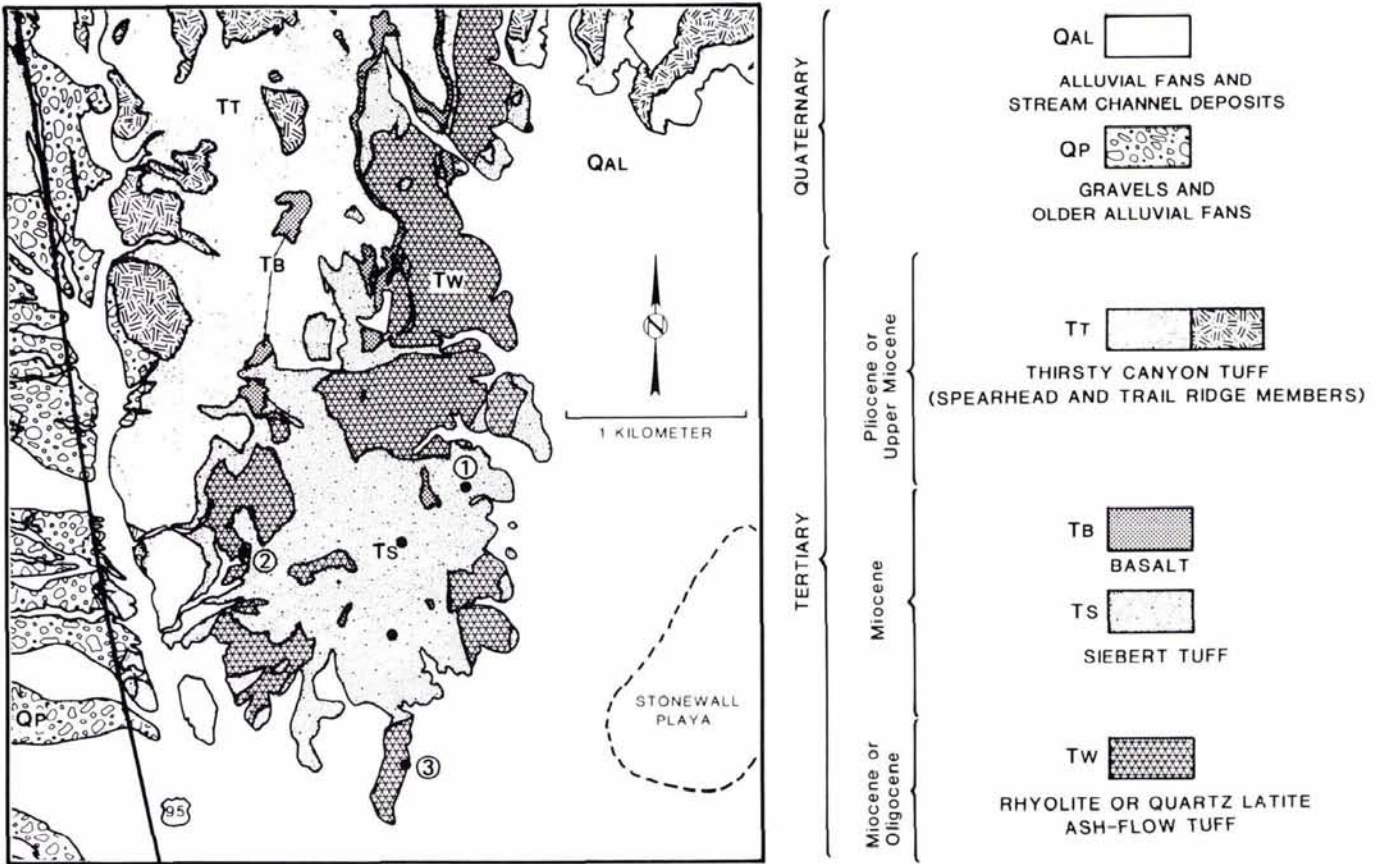 TT
QAL
TB
TW
N
1 KILOMETER
1
2
TS
STONEWALL
PLAYA
QP
3
95
QUATERNARY
QAL
ALLUVIAL FANS AND
STREAM CHANNEL DEPOSITS
QP
GRAVELS AND
OLDER ALLUVIAL FANS
TERTIARY
Pliocene or
Upper Miocene
TT
THIRSTY CANYON TUFF
(SPEARHEAD AND TRAIL RIDGE MEMBERS)
Miocene
TB
BASALT
TS
SIEBERT TUFF
Miocene or
Oligocene
TW
RHYOLITE OR QUARTZ LATITE
ASH-FLOW TUFF